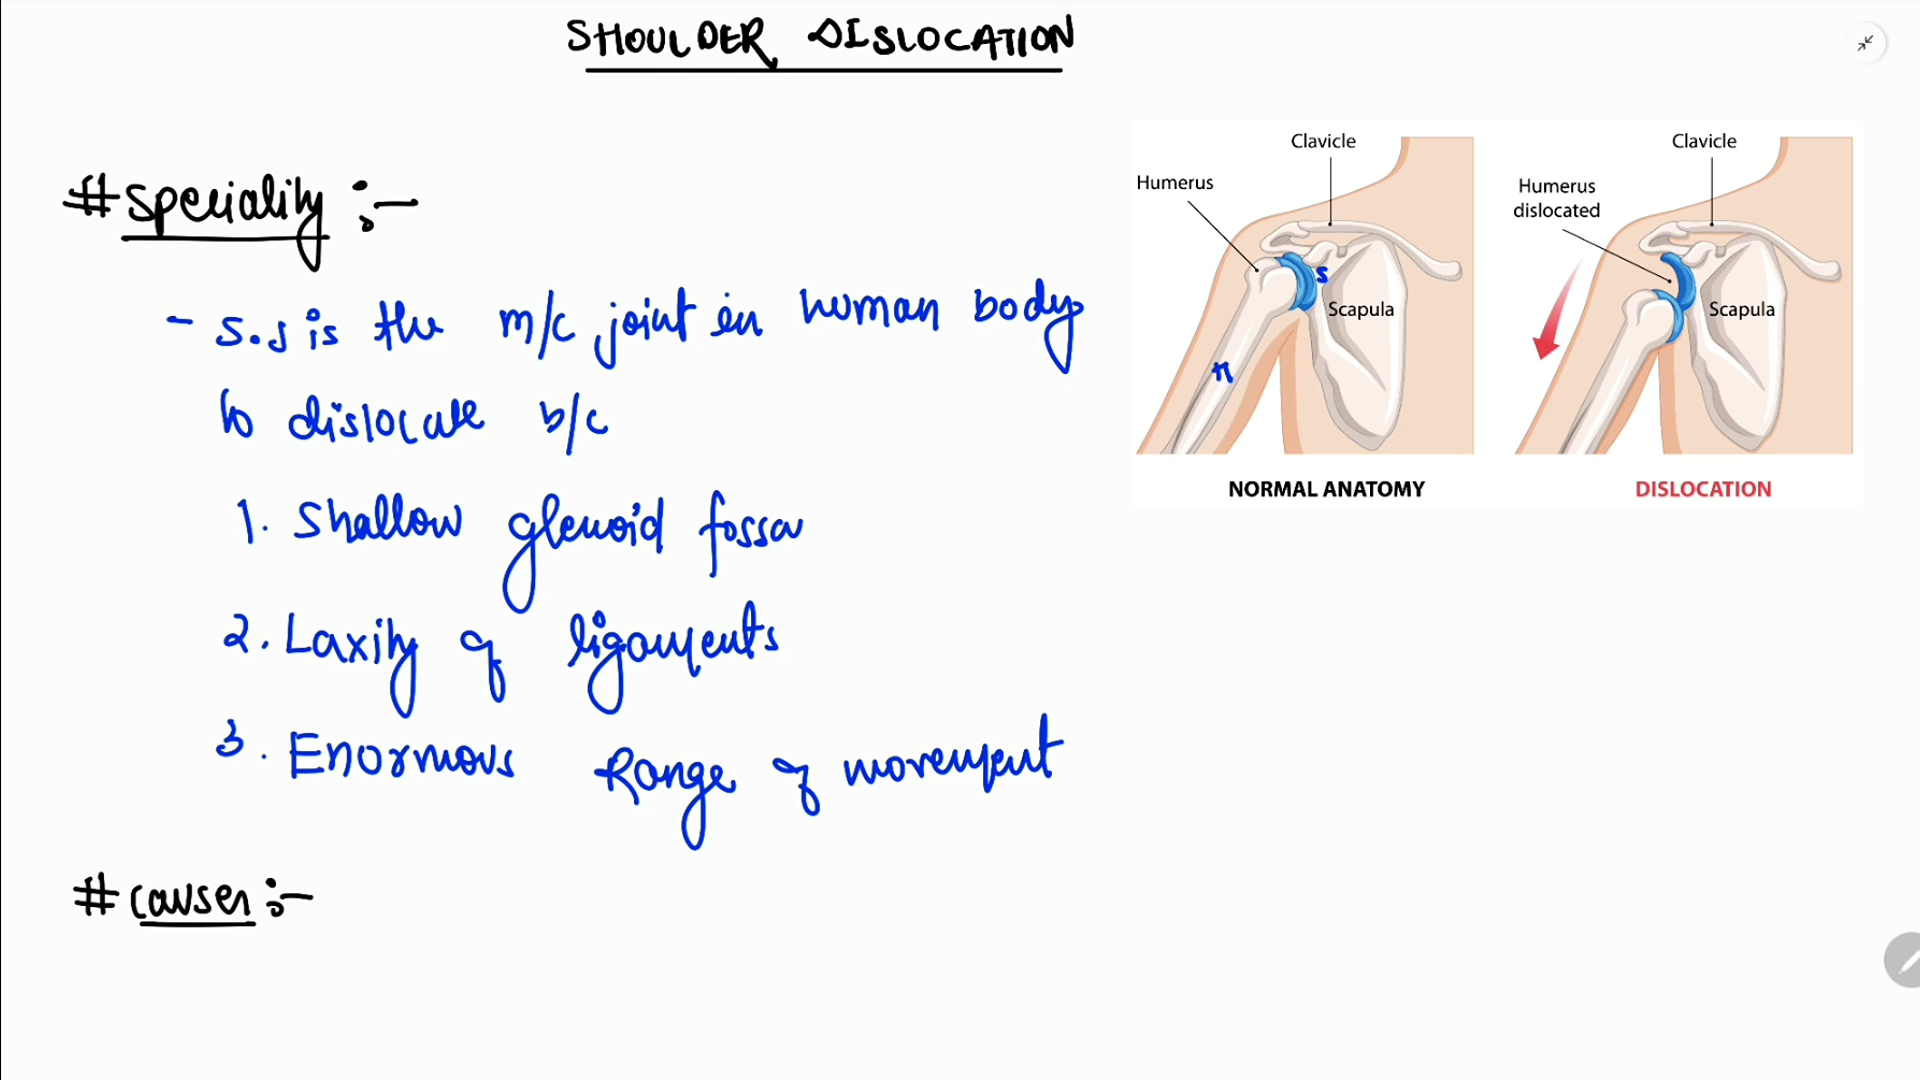 SHOULDER DISLOCATION
# speciality :-
- S.J is the m/c joint in human body
to dislocate b/c
1. Shallow glenoid fossa
2. Laxity of ligaments
3. Enormous Range of movement
# causes :-
Clavicle
Humerus
S
Scapula
H
NORMAL ANATOMY
Clavicle
Humerus
dislocated
Scapula
DISLOCATION